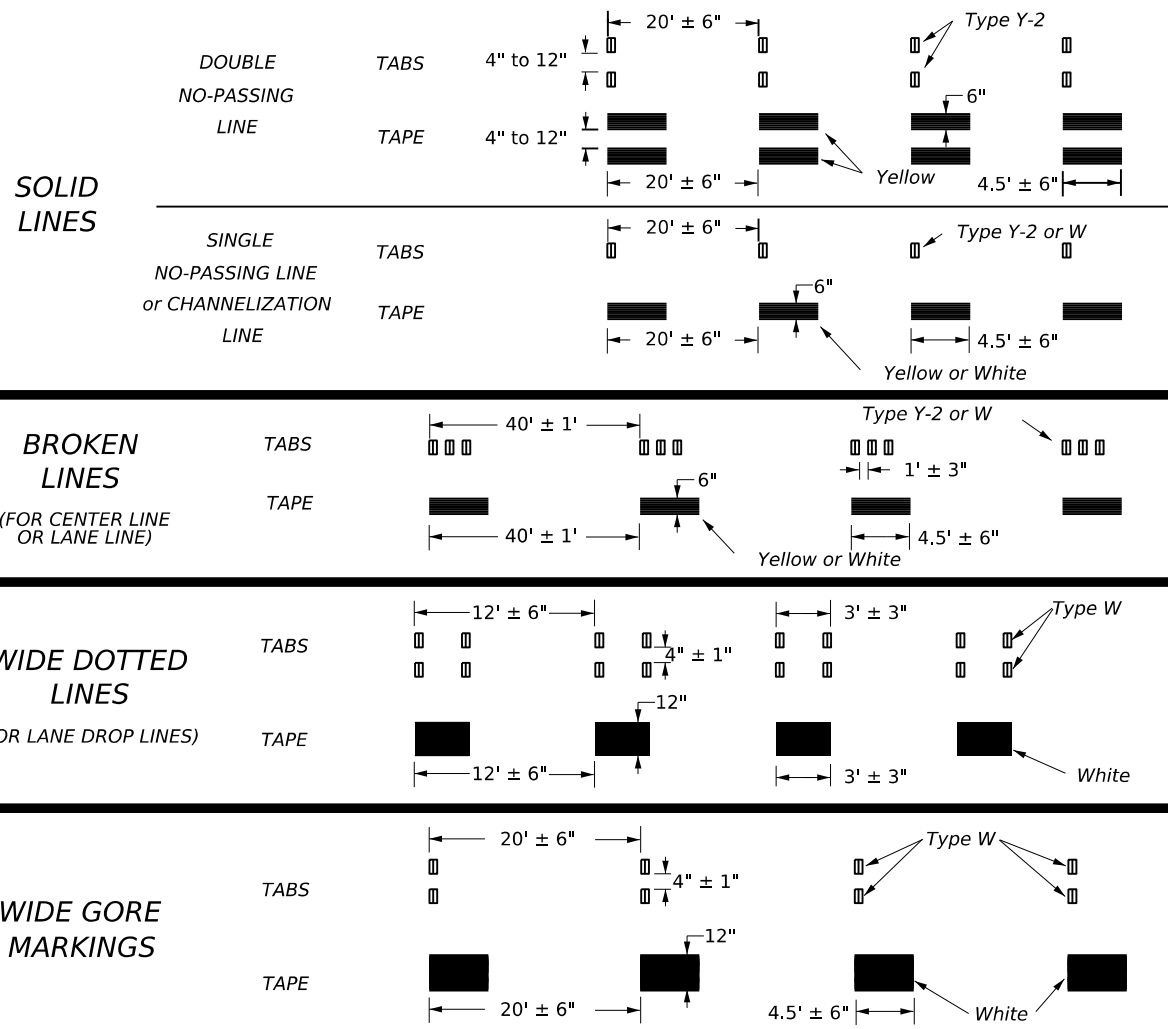 SOLID
LINES
DOUBLE
NO-PASSING
LINE
TABS
20' ± 6"
Type Y-2
4" to 12"
TAPE
4" to 12"
6"
Yellow
20' ± 6"
4.5' ± 6"
SINGLE
NO-PASSING LINE
or CHANNELIZATION
LINE
TABS
20' ± 6"
Type Y-2 or W
TAPE
6"
20' ± 6"
4.5' ± 6"
Yellow or White
BROKEN
LINES
(FOR CENTER LINE
OR LANE LINE)
TABS
40' ± 1'
Type Y-2 or W
1' ± 3"
TAPE
6"
40' ± 1'
4.5' ± 6"
Yellow or White
WIDE DOTTED
LINES
OR LANE DROP LINES)
TABS
12' ± 6"
3' ± 3"
Type W
4" ± 1"
TAPE
12"
12' ± 6"
3' ± 3"
White
WIDE GORE
MARKINGS
TABS
20' ± 6"
Type W
4" ± 1"
TAPE
12"
20' ± 6"
4.5' ± 6"
White